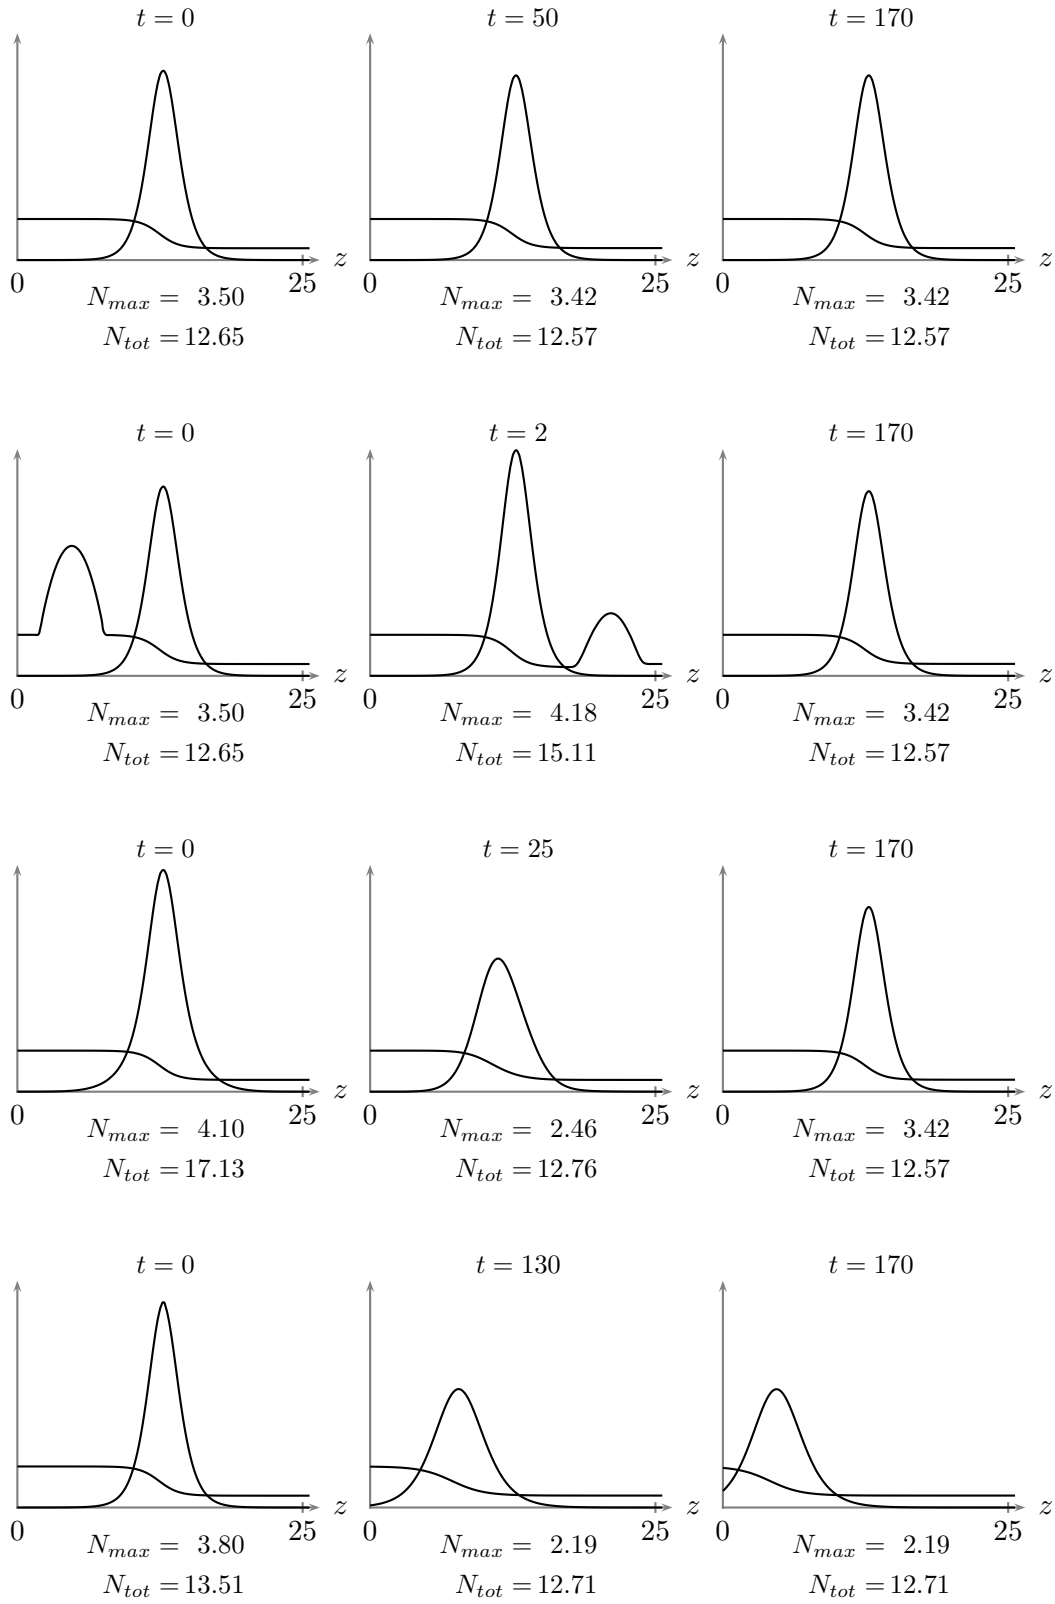 t = 0 t = 50 t = 170
z z z
0 25 0 25 0 25
N_max = 3.50 N_max = 3.42 N_max = 3.42
N_tot = 12.65 N_tot = 12.57 N_tot = 12.57
t = 0 t = 2 t = 170
z z z
0 25 0 25 0 25
N_max = 3.50 N_max = 4.18 N_max = 3.42
N_tot = 12.65 N_tot = 15.11 N_tot = 12.57
t = 0 t = 25 t = 170
z z z
0 25 0 25 0 25
N_max = 4.10 N_max = 2.46 N_max = 3.42
N_tot = 17.13 N_tot = 12.76 N_tot = 12.57
t = 0 t = 130 t = 170
z z z
0 25 0 25 0 25
N_max = 3.80 N_max = 2.19 N_max = 2.19
N_tot = 13.51 N_tot = 12.71 N_tot = 12.71